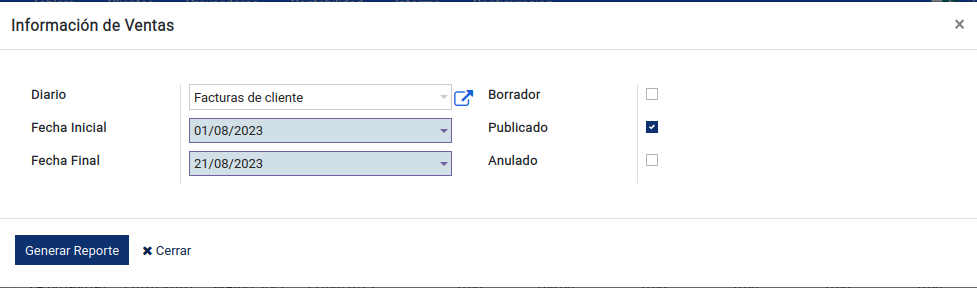 Información de Ventas
×
Diario
Facturas de cliente
Borrador
Fecha Inicial
01/08/2023
Publicado
Fecha Final
21/08/2023
Anulado
Generar Reporte
✖ Cerrar